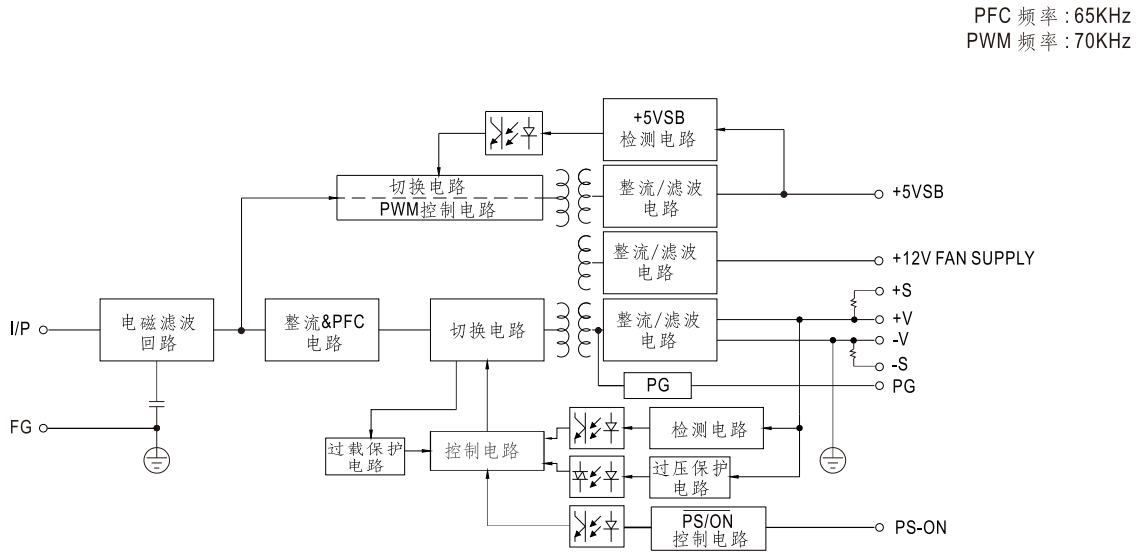 PFC 频率 : 65KHz
PWM 频率 : 70KHz
+5VSB
检测电路
切换电路
PWM控制电路
整流/滤波
电路
+5VSB
整流/滤波
电路
+12V FAN SUPPLY
+S
I/P
电磁滤波
回路
整流&PFC
电路
切换电路
整流/滤波
电路
+V
-V
-S
PG
PG
FG
过载保护
电路
控制电路
检测电路
过压保护
电路
PS/ON
控制电路
PS-ON